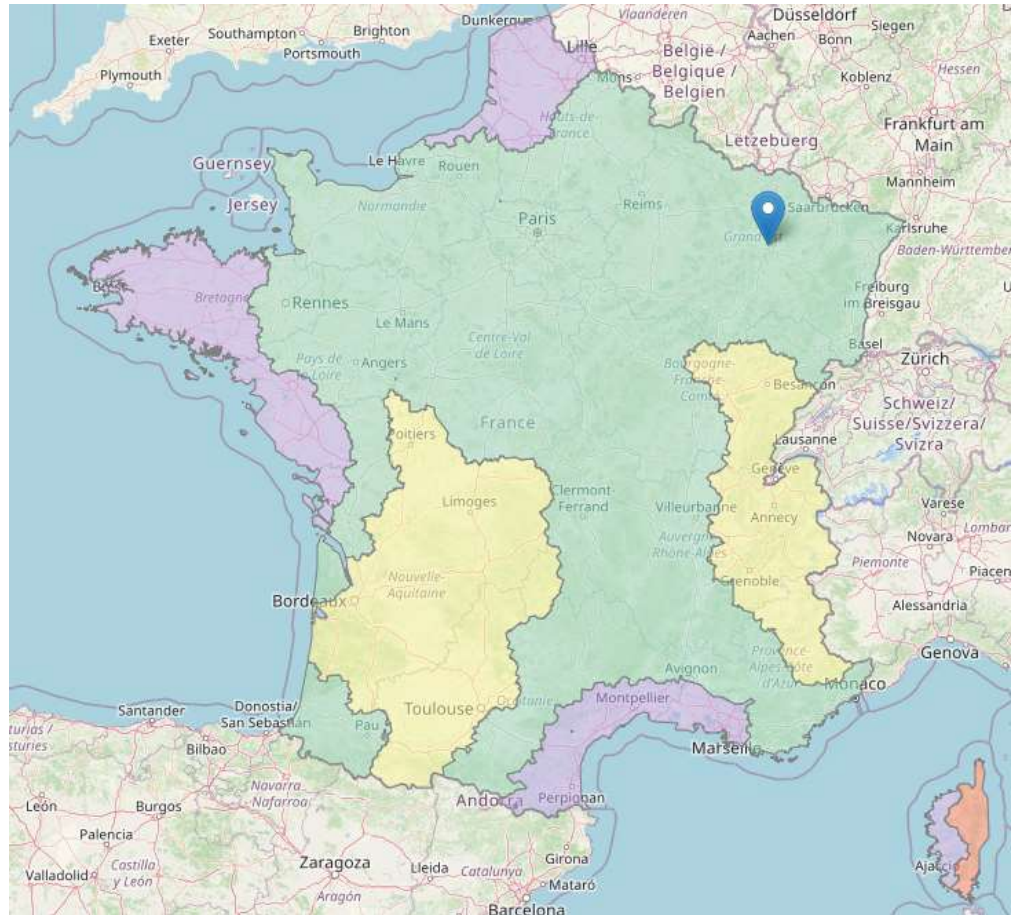 Dunkerque
Vlaanderen
Düsseldorf
Siegen
Exeter
Southampton
Brighton
Portsmouth
Lille
België /
Belgique /
Belgien
Aachen
Bonn
Hessen
Plymouth
Mons
Koblenz
Hauts-de-
France
Letzebuerg
Frankfurt am
Main
Guernsey
Le Havre
Rouen
Mannheim
Jersey
Normandie
Paris
Reims
Saarbrücken
Karlsruhe
Baden-Württember
Bretagne
Rennes
Le Mans
Freiburg
im Breisgau
Pays de
la Loire
Angers
Centre-Val
de Loire
Bourgogne-
Franche-
Basel
Zürich
Besançon
Poitiers
France
Lausanne
Schweiz/
Suisse/Svizzera/
Svizra
Genève
Limoges
Clermont-
Ferrand
Villeurbanne
Annecy
Varese
Lombar
Auvergne-
Rhône-Alpes
Novara
Nouvelle-
Aquitaine
Grenoble
Piemonte
Piacen
Bordeaux
Alessandria
Provence-
Alpes-Côte
d'Azur
Avignon
Genova
Santander
Donostia/
San Sebastián
Toulouse
Occitanie
Montpellier
Monaco
Pau
Marseille
Bilbao
Navarra -
Nafarroa
Andorra
Perpignan
León
Burgos
Palencia
Girona
Castilla
y León
Zaragoza
Lleida
Catalunya
Valladolid
Mataró
Aragón
Barcelona
Ajaccio